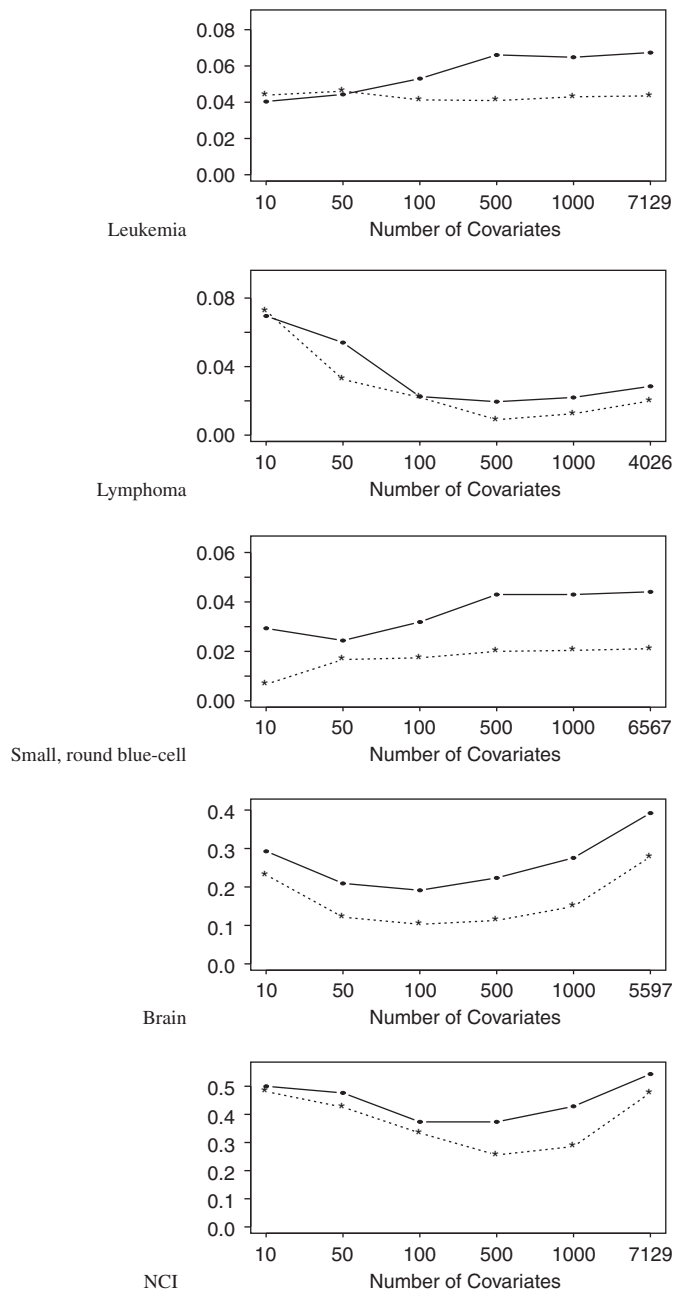 0.08
0.06
0.04
0.02
0.00
10 50 100 500 1000 7129
Leukemia Number of Covariates
0.08
0.04
0.00
10 50 100 500 1000 4026
Lymphoma Number of Covariates
0.06
0.04
0.02
0.00
10 50 100 500 1000 6567
Small, round blue-cell Number of Covariates
0.4
0.3
0.2
0.1
0.0
10 50 100 500 1000 5597
Brain Number of Covariates
0.5
0.4
0.3
0.2
0.1
0.0
10 50 100 500 1000 7129
NCI Number of Covariates